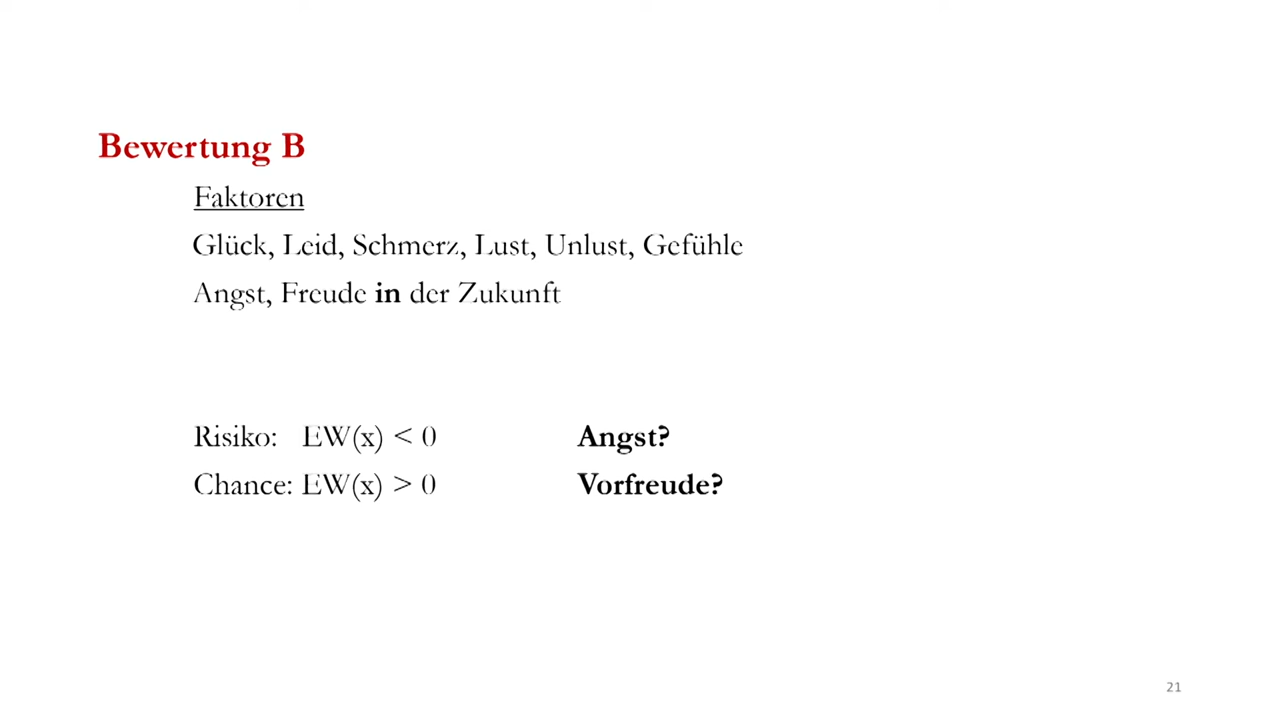 Bewertung B
Faktoren
Glück, Leid, Schmerz, Lust, Unlust, Gefühle
Angst, Freude in der Zukunft
Risiko: EW(x) < 0 Angst?
Chance: EW(x) > 0 Vorfreude?
21